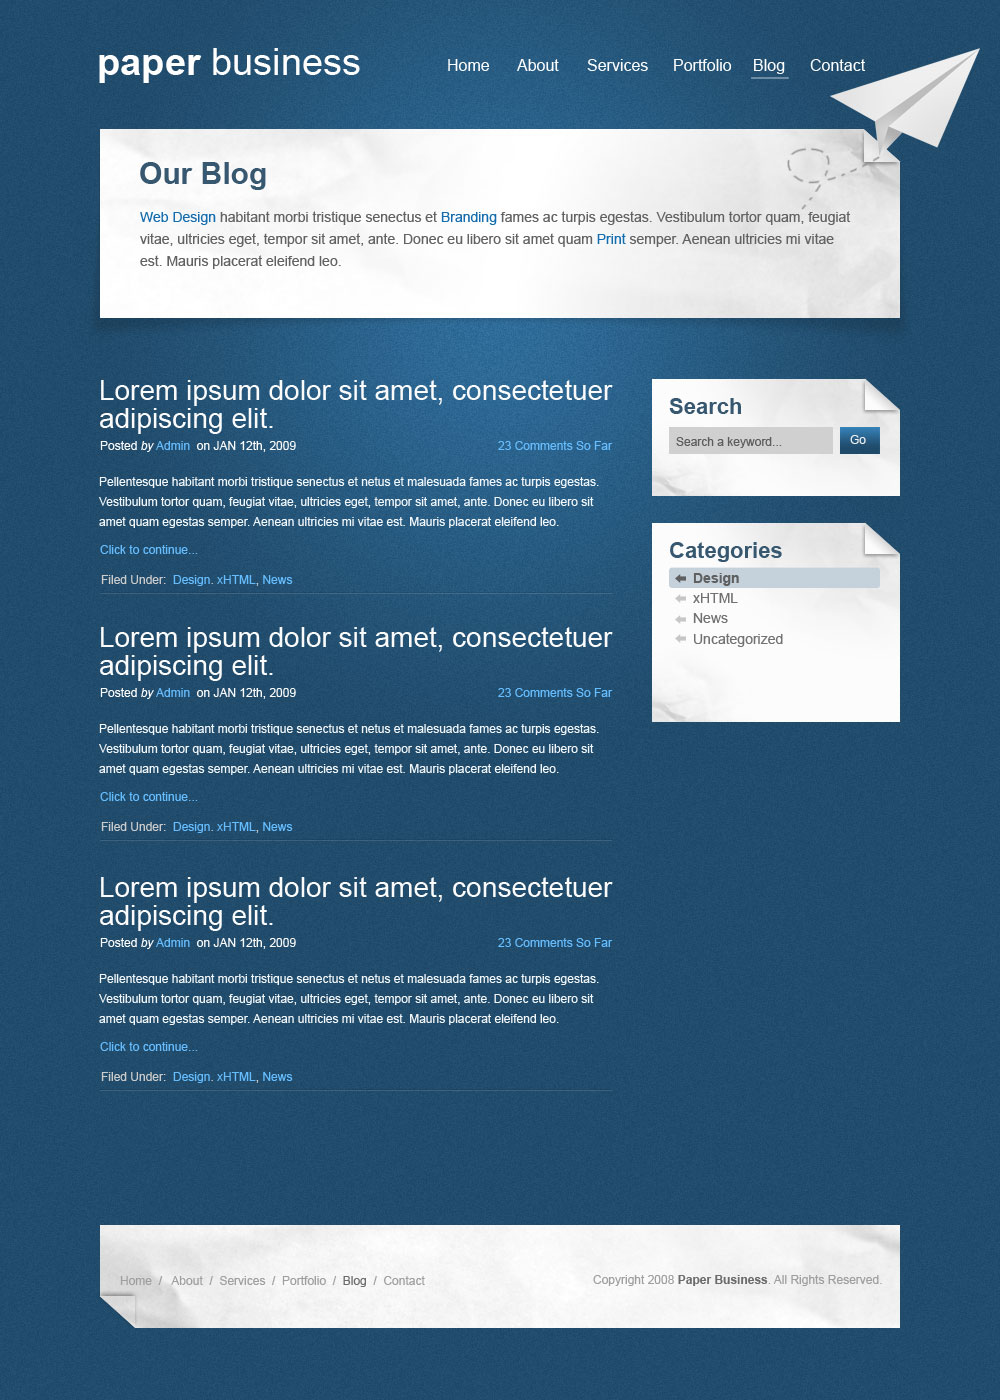 paper business
Home About Services Portfolio Blog Contact
Our Blog
Web Design habitant morbi tristique senectus et Branding fames ac turpis egestas. Vestibulum tortor quam, feugiat
vitae, ultricies eget, tempor sit amet, ante. Donec eu libero sit amet quam Print semper. Aenean ultricies mi vitae
est. Mauris placerat eleifend leo.
Lorem ipsum dolor sit amet, consectetuer
adipiscing elit.
Posted by Admin on JAN 12th, 2009 23 Comments So Far
Pellentesque habitant morbi tristique senectus et netus et malesuada fames ac turpis egestas.
Vestibulum tortor quam, feugiat vitae, ultricies eget, tempor sit amet, ante. Donec eu libero sit
amet quam egestas semper. Aenean ultricies mi vitae est. Mauris placerat eleifend leo.
Click to continue...
Filed Under: Design. xHTML, News
Lorem ipsum dolor sit amet, consectetuer
adipiscing elit.
Posted by Admin on JAN 12th, 2009 23 Comments So Far
Pellentesque habitant morbi tristique senectus et netus et malesuada fames ac turpis egestas.
Vestibulum tortor quam, feugiat vitae, ultricies eget, tempor sit amet, ante. Donec eu libero sit
amet quam egestas semper. Aenean ultricies mi vitae est. Mauris placerat eleifend leo.
Click to continue...
Filed Under: Design. xHTML, News
Lorem ipsum dolor sit amet, consectetuer
adipiscing elit.
Posted by Admin on JAN 12th, 2009 23 Comments So Far
Pellentesque habitant morbi tristique senectus et netus et malesuada fames ac turpis egestas.
Vestibulum tortor quam, feugiat vitae, ultricies eget, tempor sit amet, ante. Donec eu libero sit
amet quam egestas semper. Aenean ultricies mi vitae est. Mauris placerat eleifend leo.
Click to continue...
Filed Under: Design. xHTML, News
Search
Search a keyword... Go
Categories
Design
xHTML
News
Uncategorized
Home / About / Services / Portfolio / Blog / Contact
Copyright 2008 Paper Business. All Rights Reserved.